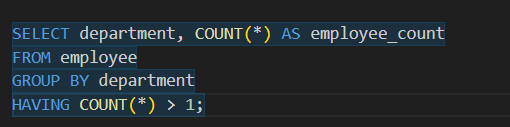 SELECT department, COUNT(*) AS employee_count
FROM employee
GROUP BY department
HAVING COUNT(*) > 1;